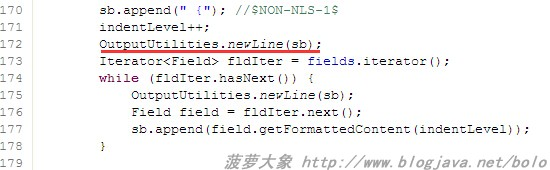 170 sb.append(" {"); //$NON-NLS-1$
171 indentLevel++;
172 OutputUtilities.newLine(sb);
173 Iterator<Field> fldIter = fields.iterator();
174 while (fldIter.hasNext()) {
175 OutputUtilities.newLine(sb);
176 Field field = fldIter.next();
177 sb.append(field.getFormattedContent(indentLevel));
178 }
179
菠萝大象 http://www.blogjava.net/bolo